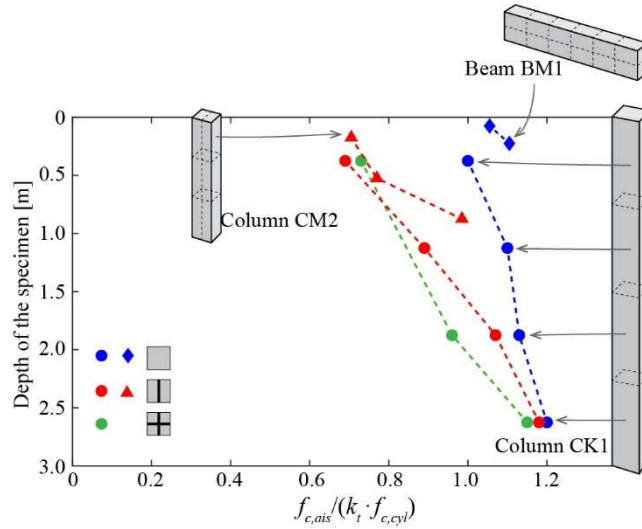 Beam BM1
Column CM2
Column CK1
Depth of the specimen [m]
0
0.5
1.0
1.5
2.0
2.5
3.0
0 0.2 0.4 0.6 0.8 1.0 1.2
f_{c,ais}/(k_t·f_{c,cyl})